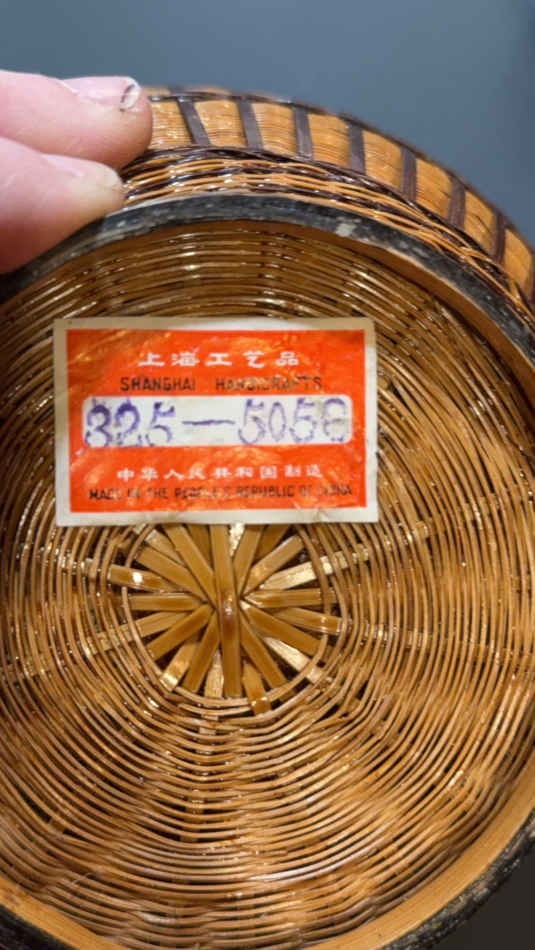 上海工艺品
SHANGHAI HANDICRAFTS
325—5056
中华人民共和国制造
MADE IN THE PEOPLE'S REPUBLIC OF CHINA